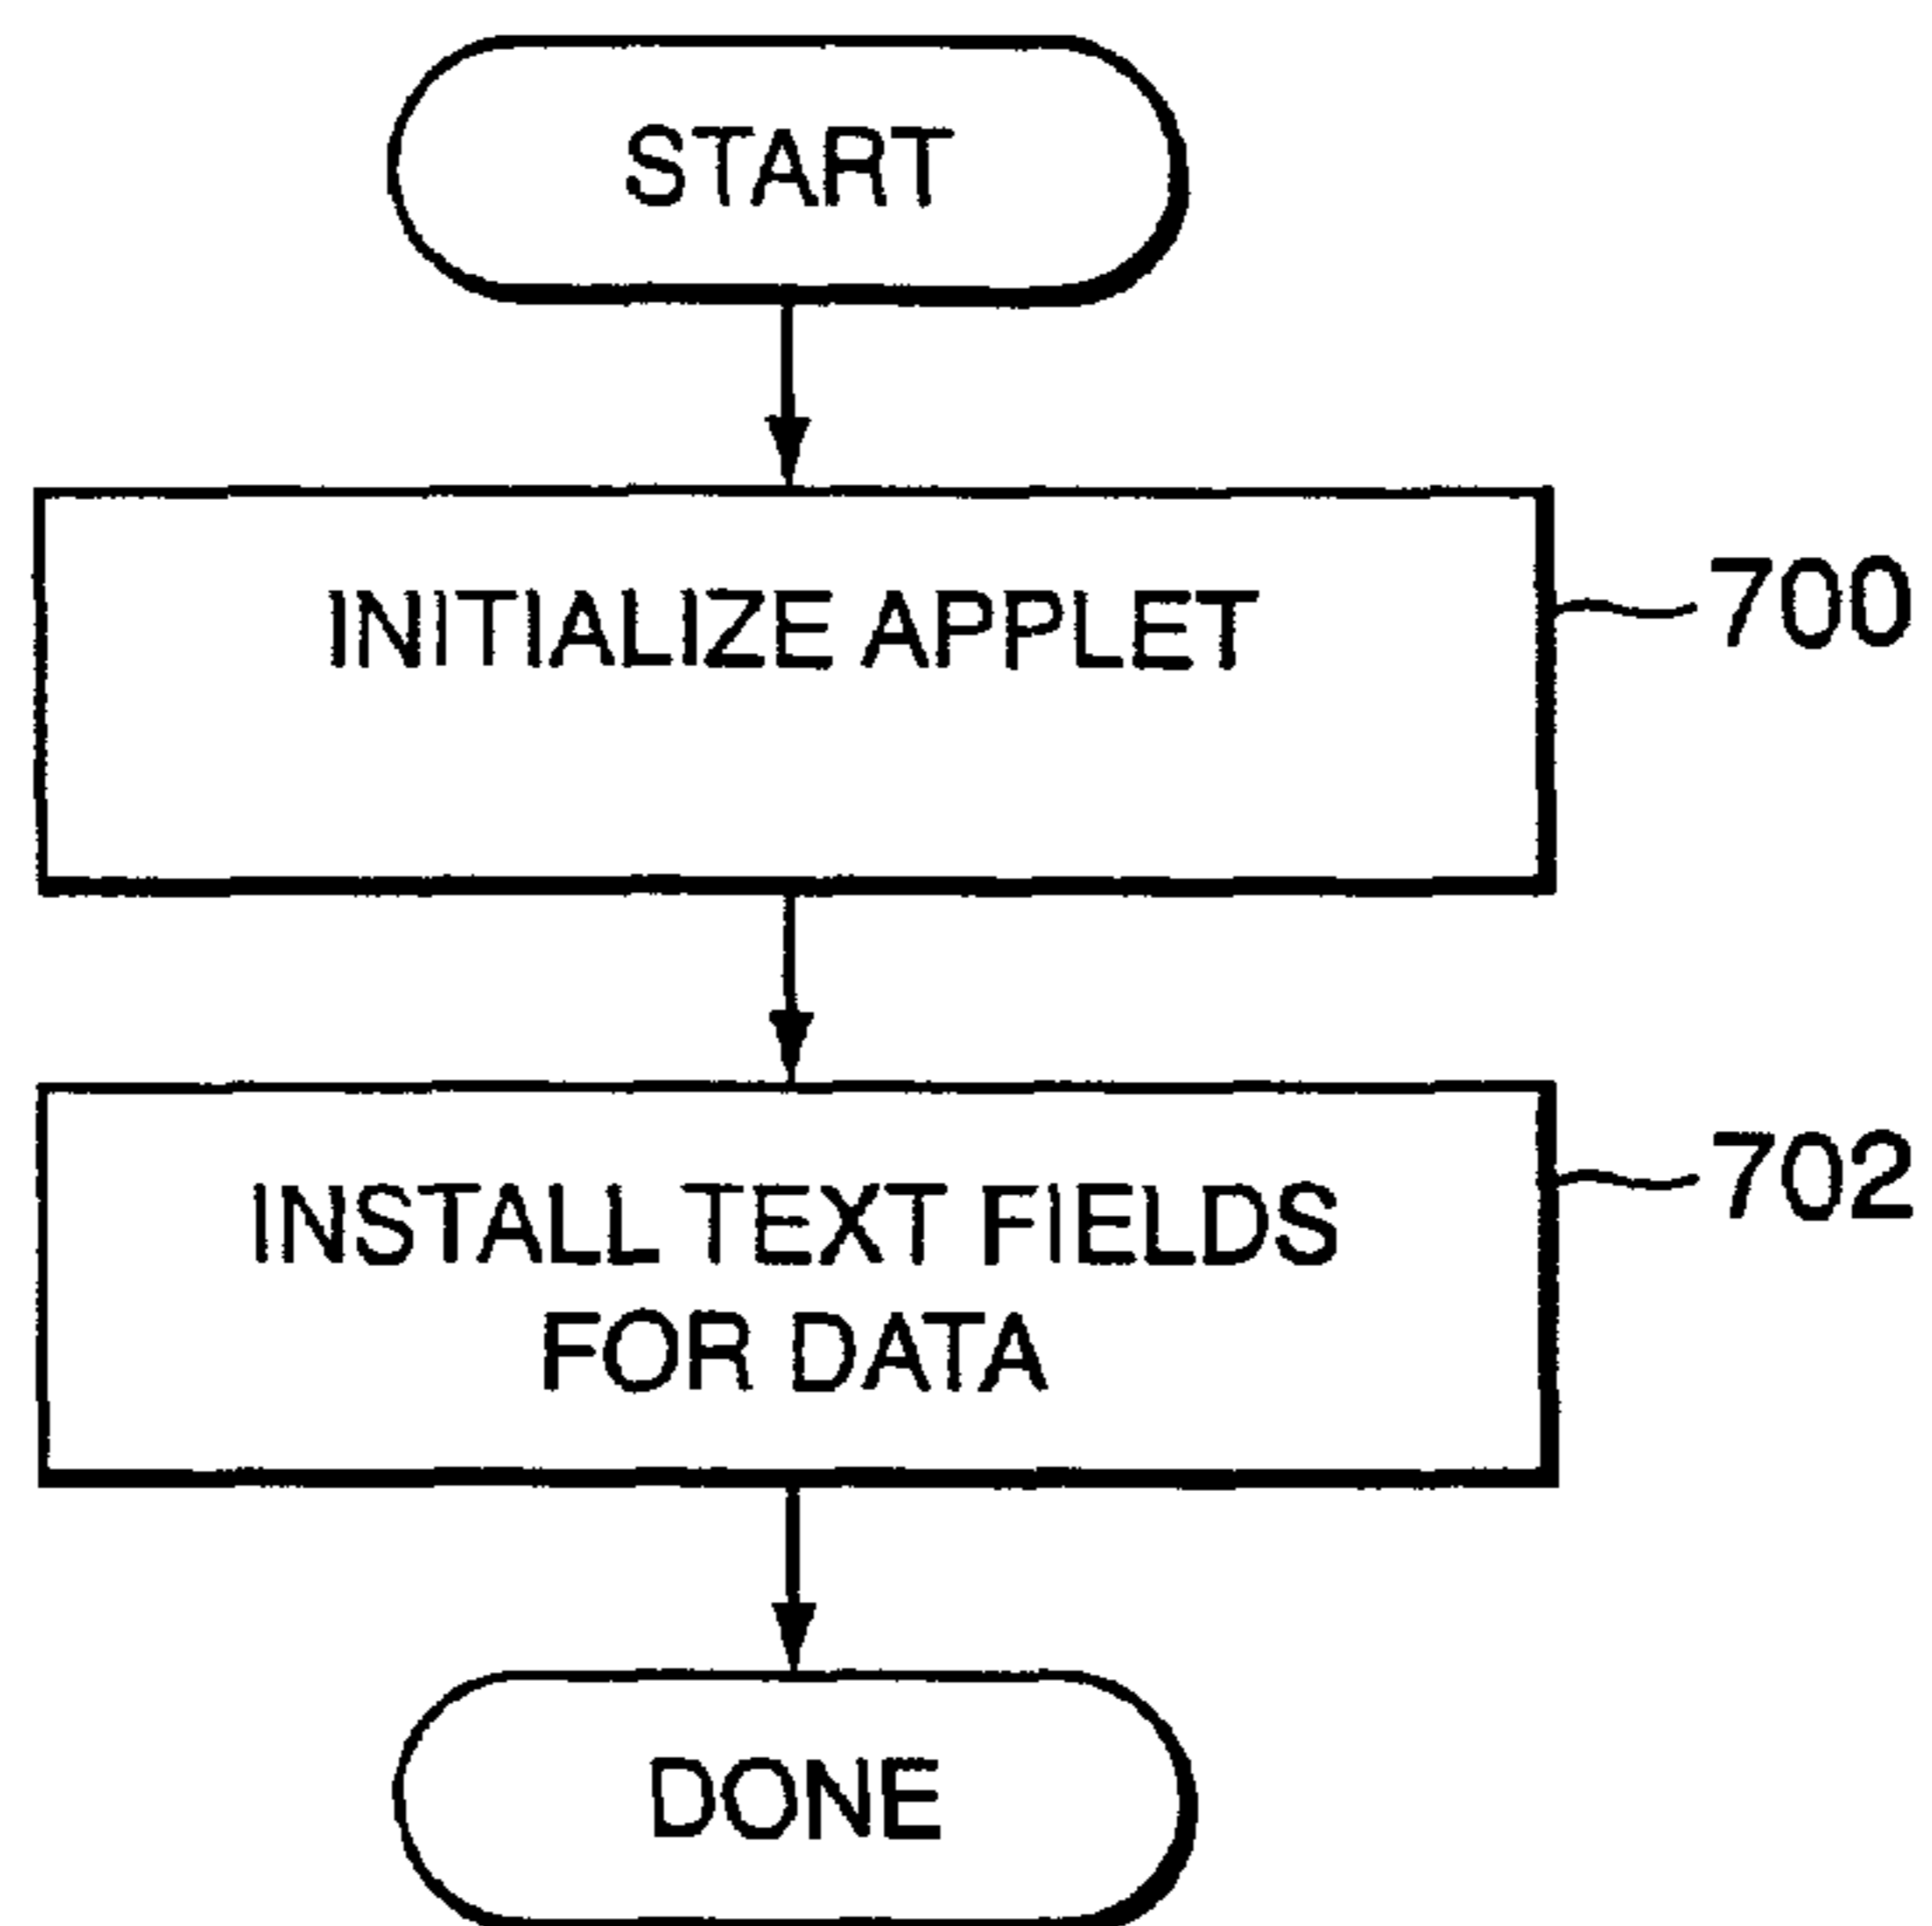 START
INITIALIZE APPLET
700
INSTALL TEXT FIELDS
FOR DATA
702
DONE